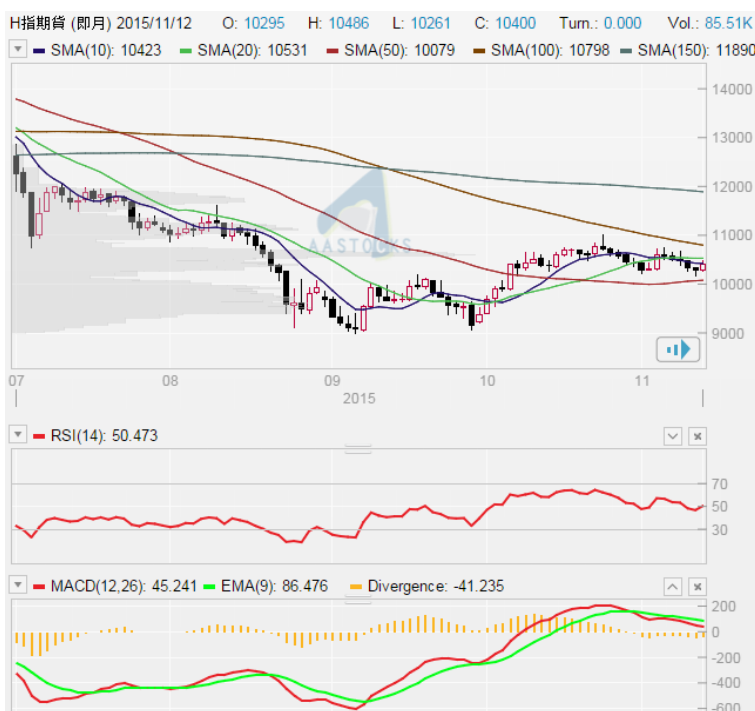 H指期貨 (即月) 2015/11/12 O: 10295 H: 10486 L: 10261 C: 10400 Turn.: 0.000 Vol.: 85.51K
SMA(10): 10423 SMA(20): 10531 SMA(50): 10079 SMA(100): 10798 SMA(150): 11890
14000
13000
12000
11000
AASTOCKS
10000
9000
07 08 09 10 11
2015
RSI(14): 50.473
70
50
30
MACD(12,26): 45.241 EMA(9): 86.476 Divergence: -41.235
200
0
-200
-400
-600